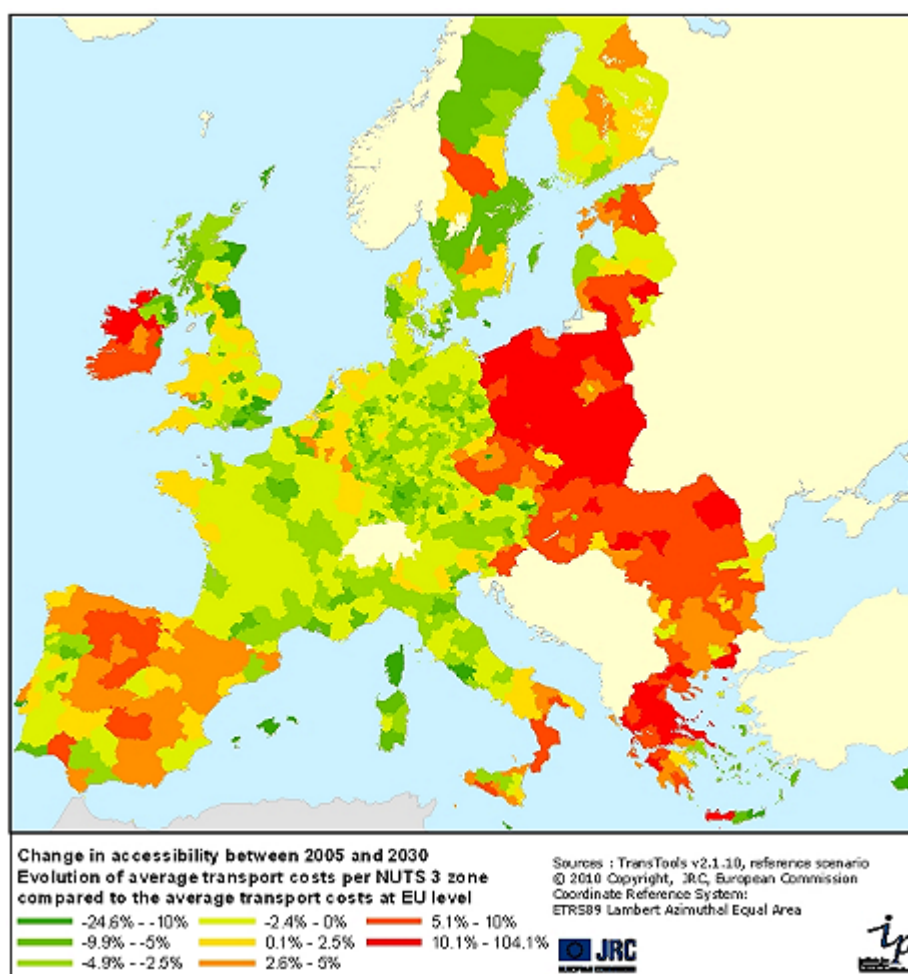 Change in accessibility between 2005 and 2030
Evolution of average transport costs per NUTS 3 zone
compared to the average transport costs at EU level
-24.6% - -10%
-9.9% - -5%
-4.9% - -2.5%
-2.4% - 0%
0.1% - 2.5%
2.6% - 5%
5.1% - 10%
10.1% - 104.1%
Sources : TransTools v2.1.10, reference scenario
© 2010 Copyright, JRC, European Commission
Coordinate Reference System:
ETRS89 Lambert Azimuthal Equal Area
JRC
EUROPEAN COMMISSION